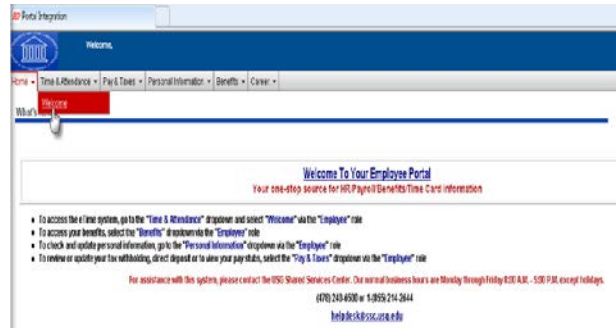 Portal Integration
Welcome,
Home Time & Attendance Pay & Taxes Personal Information Benefits Career
Welcome
What's
Welcome To Your Employee Portal
Your one-stop source for HR/Payroll/Benefits/Time Card information
To access the eTime system, go to the "Time & Attendance" dropdown and select "Welcome" via the "Employee" role
To access your benefits, select the "Benefits" dropdown via the "Employee" role
To check and update personal information, go to the "Personal Information" dropdown via the "Employee" role
To review or update your tax withholding, direct deposit or to view your pay stubs, select the "Pay & Taxes" dropdown via the "Employee" role
For assistance with this system, please contact the USG Shared Services Center. Our normal business hours are Monday through Friday 8:00 A.M. - 5:00 P.M. except holidays.
(478) 240-6500 or 1-(855) 214-2644
helpdesk@ssc.usg.edu